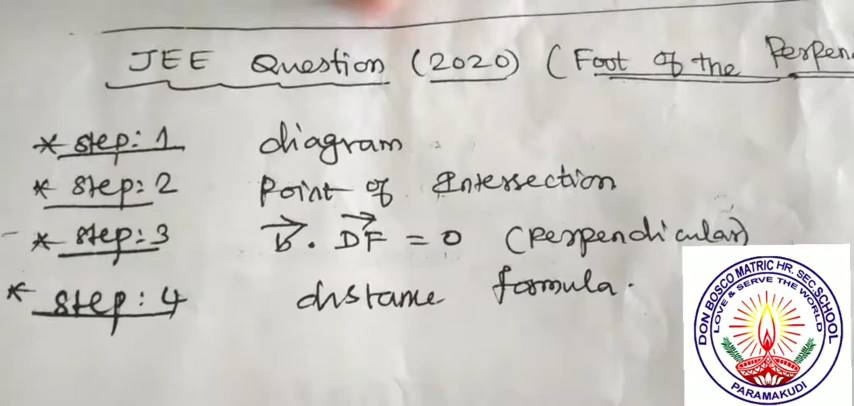 JEE Question (2020) (Foot of the Perpen
* step: 1 diagram
* step: 2 Point of Intersection
* step: 3 b. DF = 0 (Perpendicular)
* step: 4 distance formula.
DON BOSCO MATRIC HR. SEC. SCHOOL
LOVE & SERVE THE WORLD
PARAMAKUDI